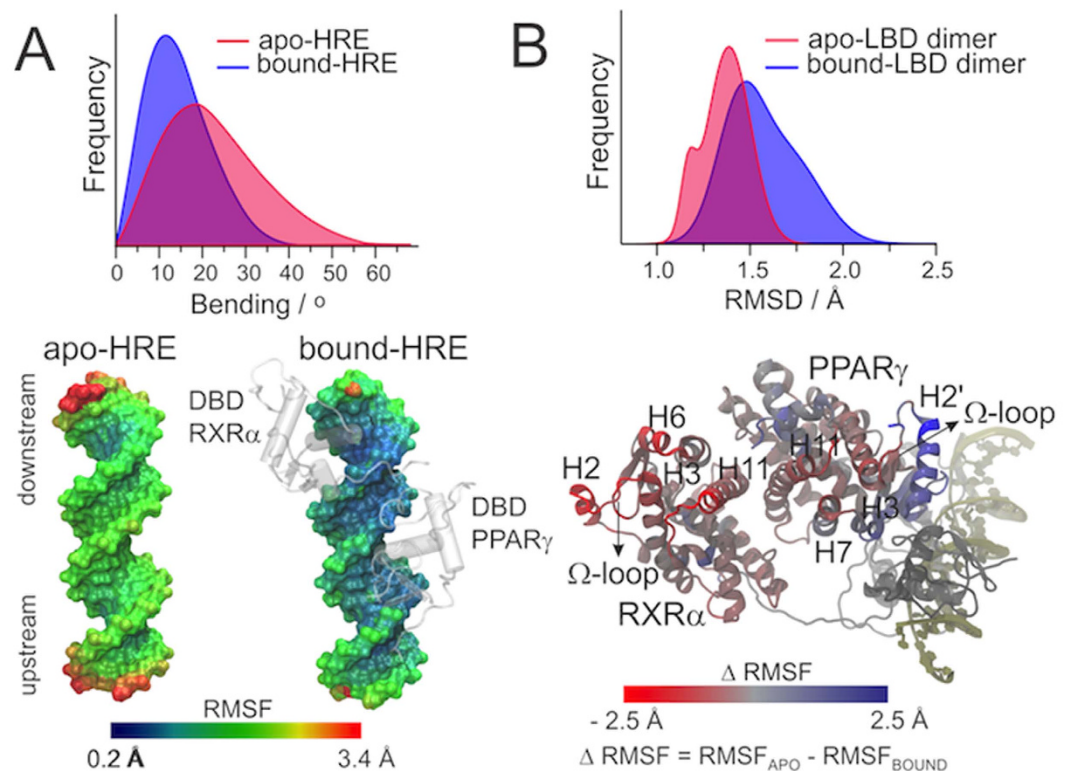 A
Frequency
apo-HRE
bound-HRE
0 10 20 30 40 50 60
Bending / º
B
Frequency
apo-LBD dimer
bound-LBD dimer
1.0 1.5 2.0 2.5
RMSD / Å
apo-HRE
bound-HRE
downstream
upstream
DBD
RXRα
DBD
PPARγ
RMSF
0.2 Å 3.4 Å
PPARγ
H2'
Ω-loop
H6
H11
H2
H3
H11
H3
H7
Ω-loop
RXRα
Δ RMSF
- 2.5 Å 2.5 Å
Δ RMSF = RMSFAPO - RMSFBOUND